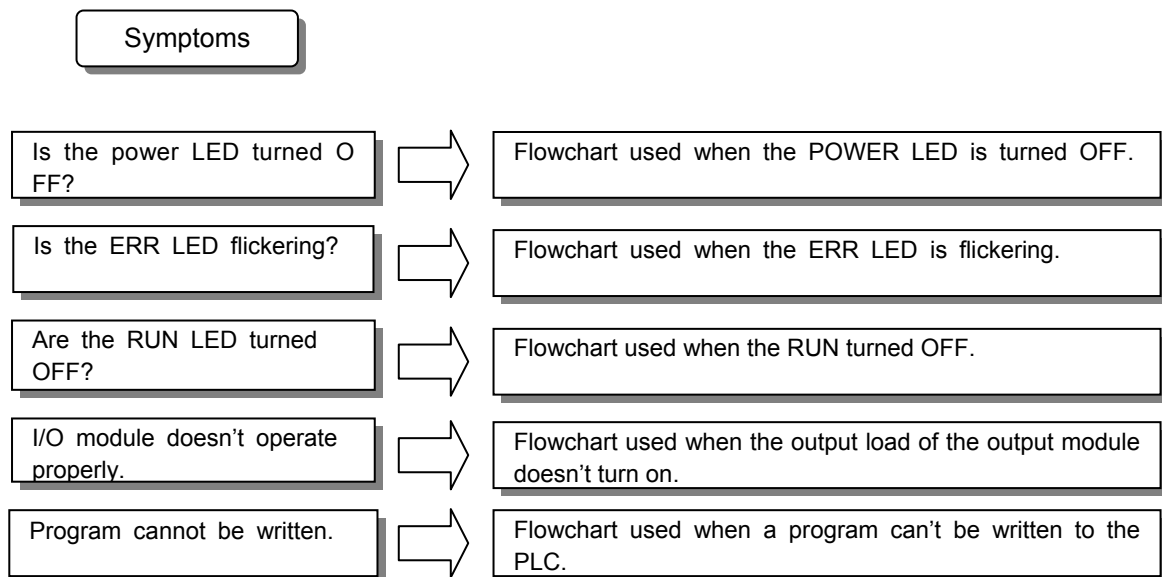 Symptoms
Is the power LED turned O
FF?
Flowchart used when the POWER LED is turned OFF.
Is the ERR LED flickering?
Flowchart used when the ERR LED is flickering.
Are the RUN LED turned
OFF?
Flowchart used when the RUN turned OFF.
I/O module doesn’t operate
properly.
Flowchart used when the output load of the output module
doesn’t turn on.
Program cannot be written.
Flowchart used when a program can’t be written to the
PLC.